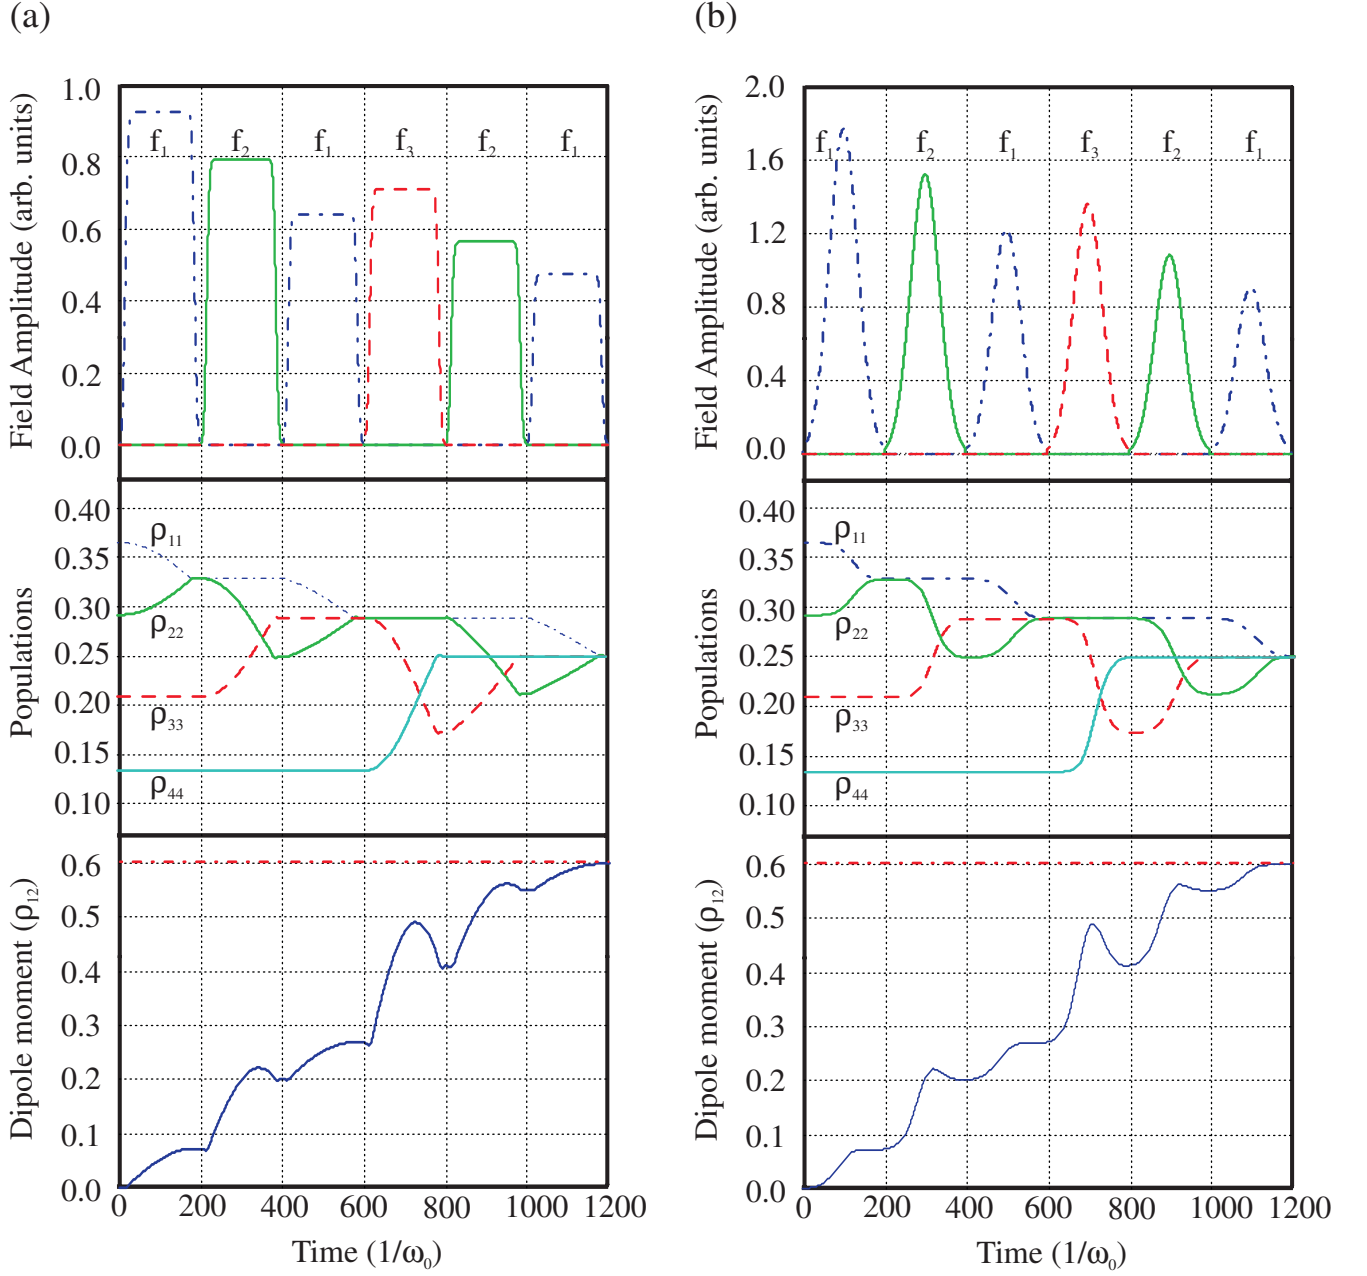 (a)
Field Amplitude (arb. units)
1.0
0.8
0.6
0.4
0.2
0.0
f₁ f₂ f₁ f₃ f₂ f₁
Populations
0.40
0.35
0.30
0.25
0.20
0.15
0.10
ρ₁₁
ρ₂₂
ρ₃₃
ρ₄₄
Dipole moment (ρ₁₂)
0.6
0.5
0.4
0.3
0.2
0.1
0.0
0 200 400 600 800 1000 1200
Time (1/ω₀)
(b)
Field Amplitude (arb. units)
2.0
1.6
1.2
0.8
0.4
0.0
f₁ f₂ f₁ f₃ f₂ f₁
Populations
0.40
0.35
0.30
0.25
0.20
0.15
0.10
ρ₁₁
ρ₂₂
ρ₃₃
ρ₄₄
Dipole moment (ρ₁₂)
0.6
0.5
0.4
0.3
0.2
0.1
0.0
0 200 400 600 800 1000 1200
Time (1/ω₀)